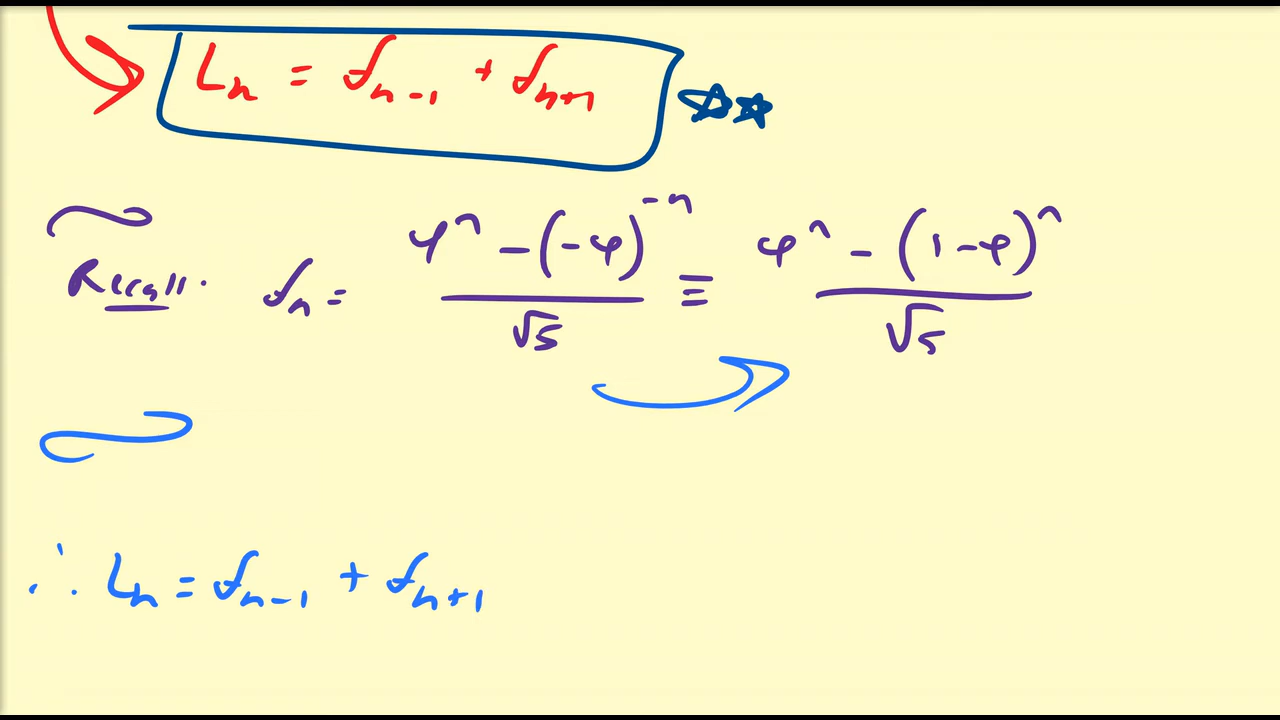 Lₙ = fₙ₋₁ + fₙ₊₁
Recall. fₙ = (φⁿ − (−φ)⁻ⁿ)/√5 ≡ (φⁿ − (1−φ)ⁿ)/√5
∴ Lₙ = fₙ₋₁ + fₙ₊₁